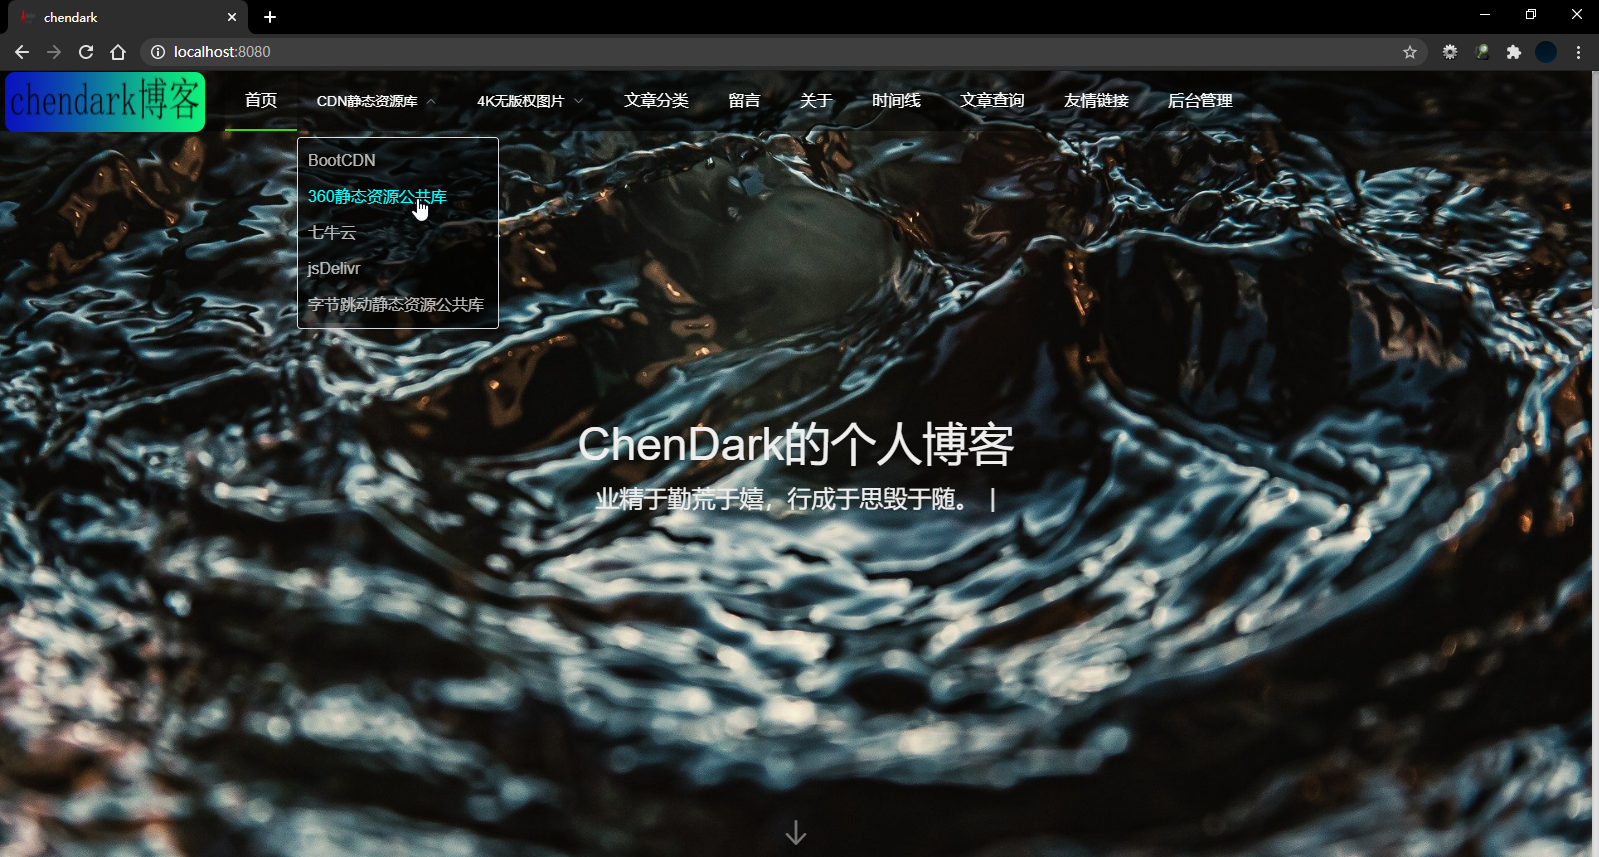 chendark
localhost:8080
chendark博客
首页 CDN静态资源库 4K无版权图片 文章分类 留言 关于 时间线 文章查询 友情链接 后台管理
BootCDN
360静态资源公共库
七牛云
jsDelivr
字节跳动静态资源公共库
ChenDark的个人博客
业精于勤荒于嬉，行成于思毁于随。 |